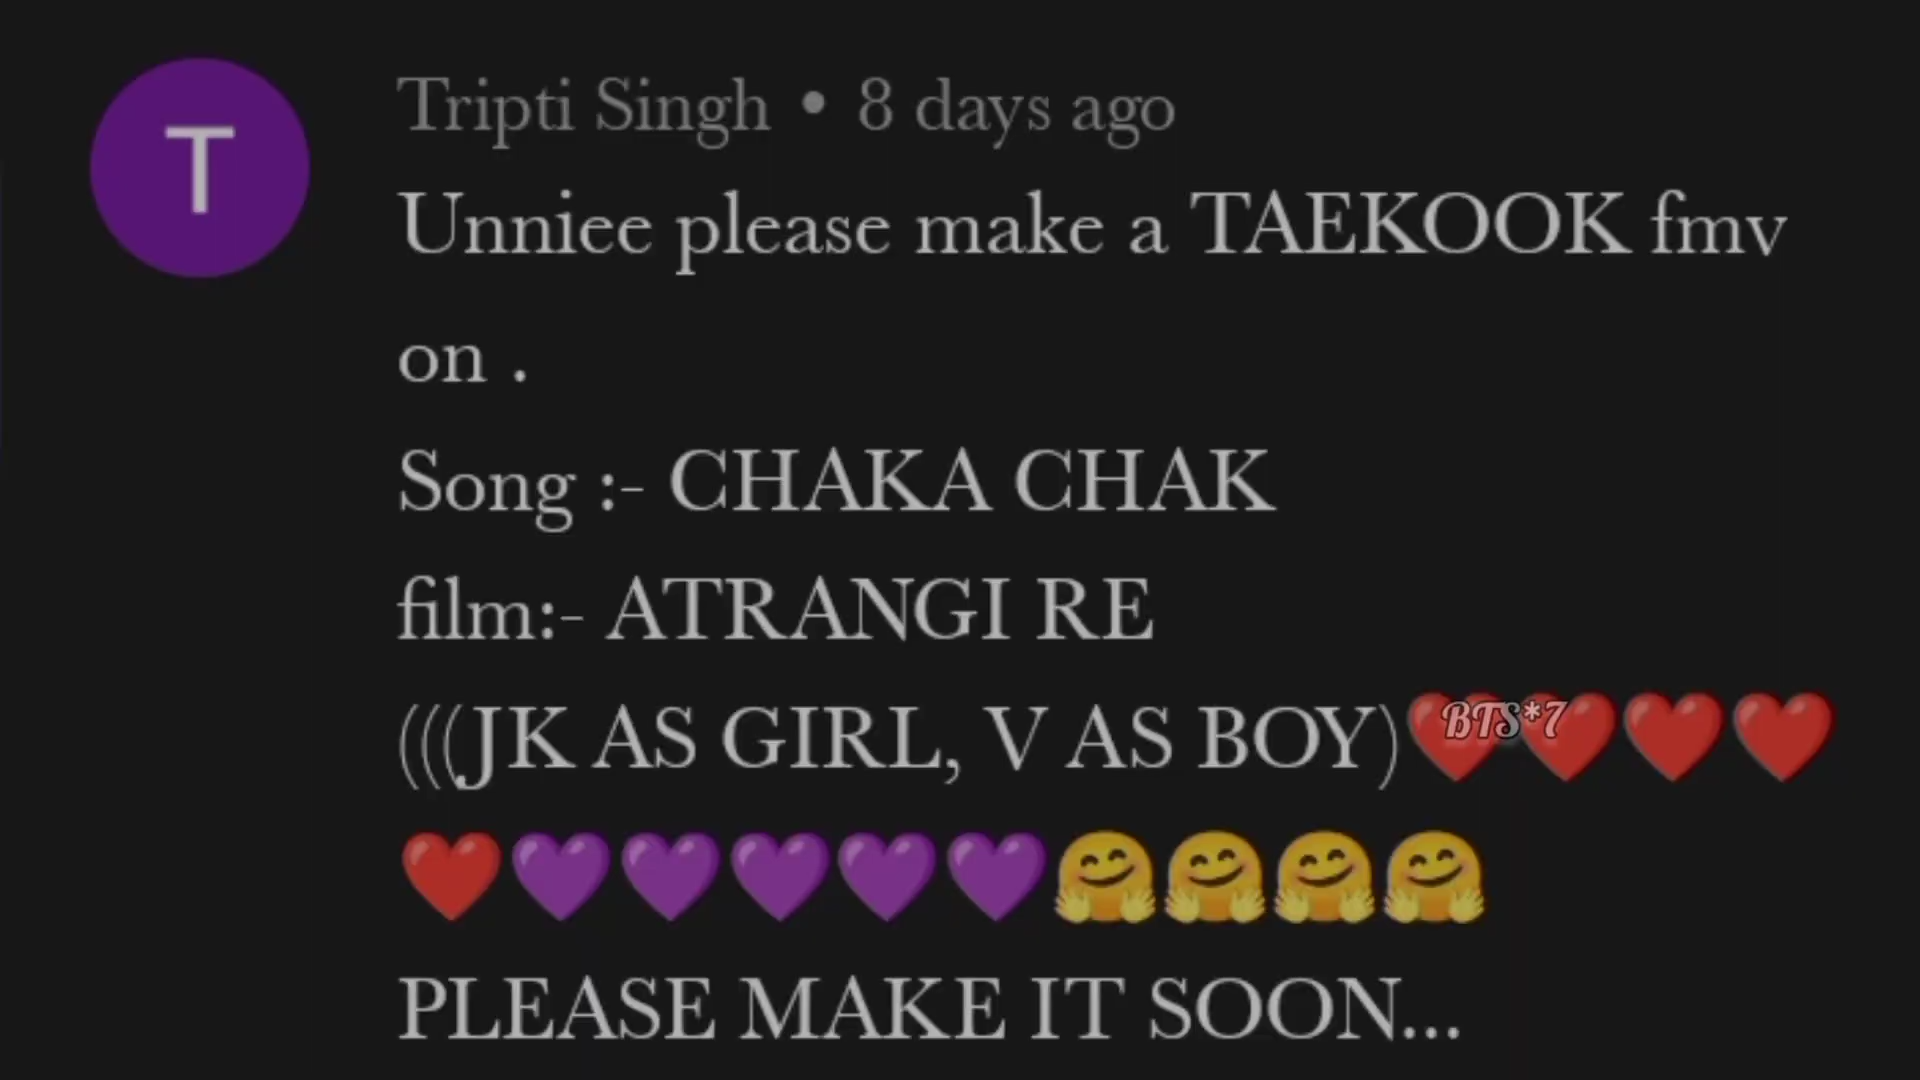 T
Tripti Singh • 8 days ago
Unniee please make a TAEKOOK fmv
on .
Song :- CHAKA CHAK
film:- ATRANGI RE
(((JK AS GIRL, V AS BOY)❤️❤️❤️❤️
BTS*7
❤️💜💜💜💜💜🤗🤗🤗🤗
PLEASE MAKE IT SOON...